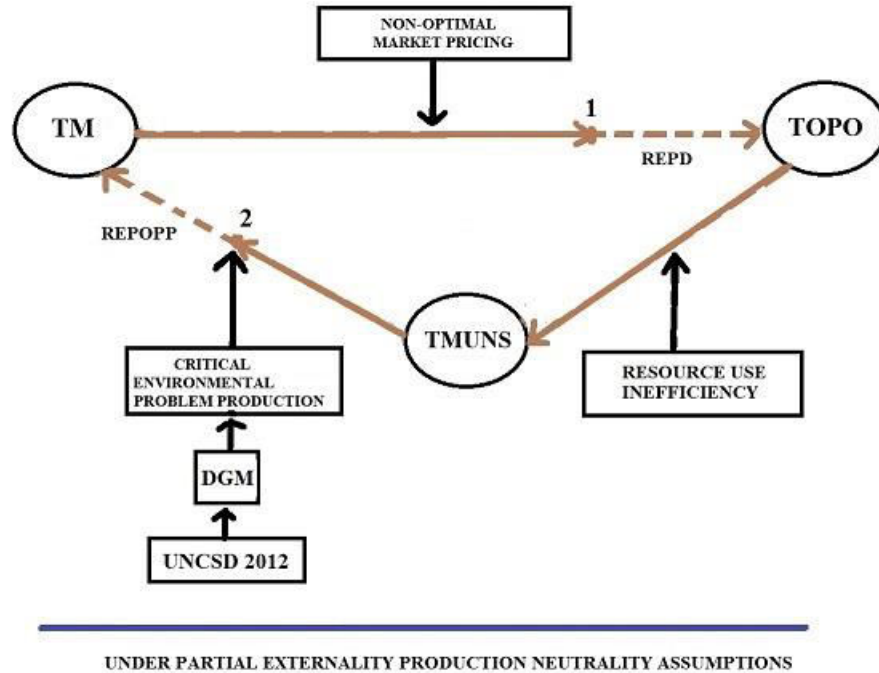 NON-OPTIMAL
MARKET PRICING
1
TM
TOPO
REPD
2
REPOPP
TMUNS
CRITICAL
ENVIRONMENTAL
PROBLEM PRODUCTION
RESOURCE USE
INEFFICIENCY
DGM
UNCSD 2012
UNDER PARTIAL EXTERNALITY PRODUCTION NEUTRALITY ASSUMPTIONS